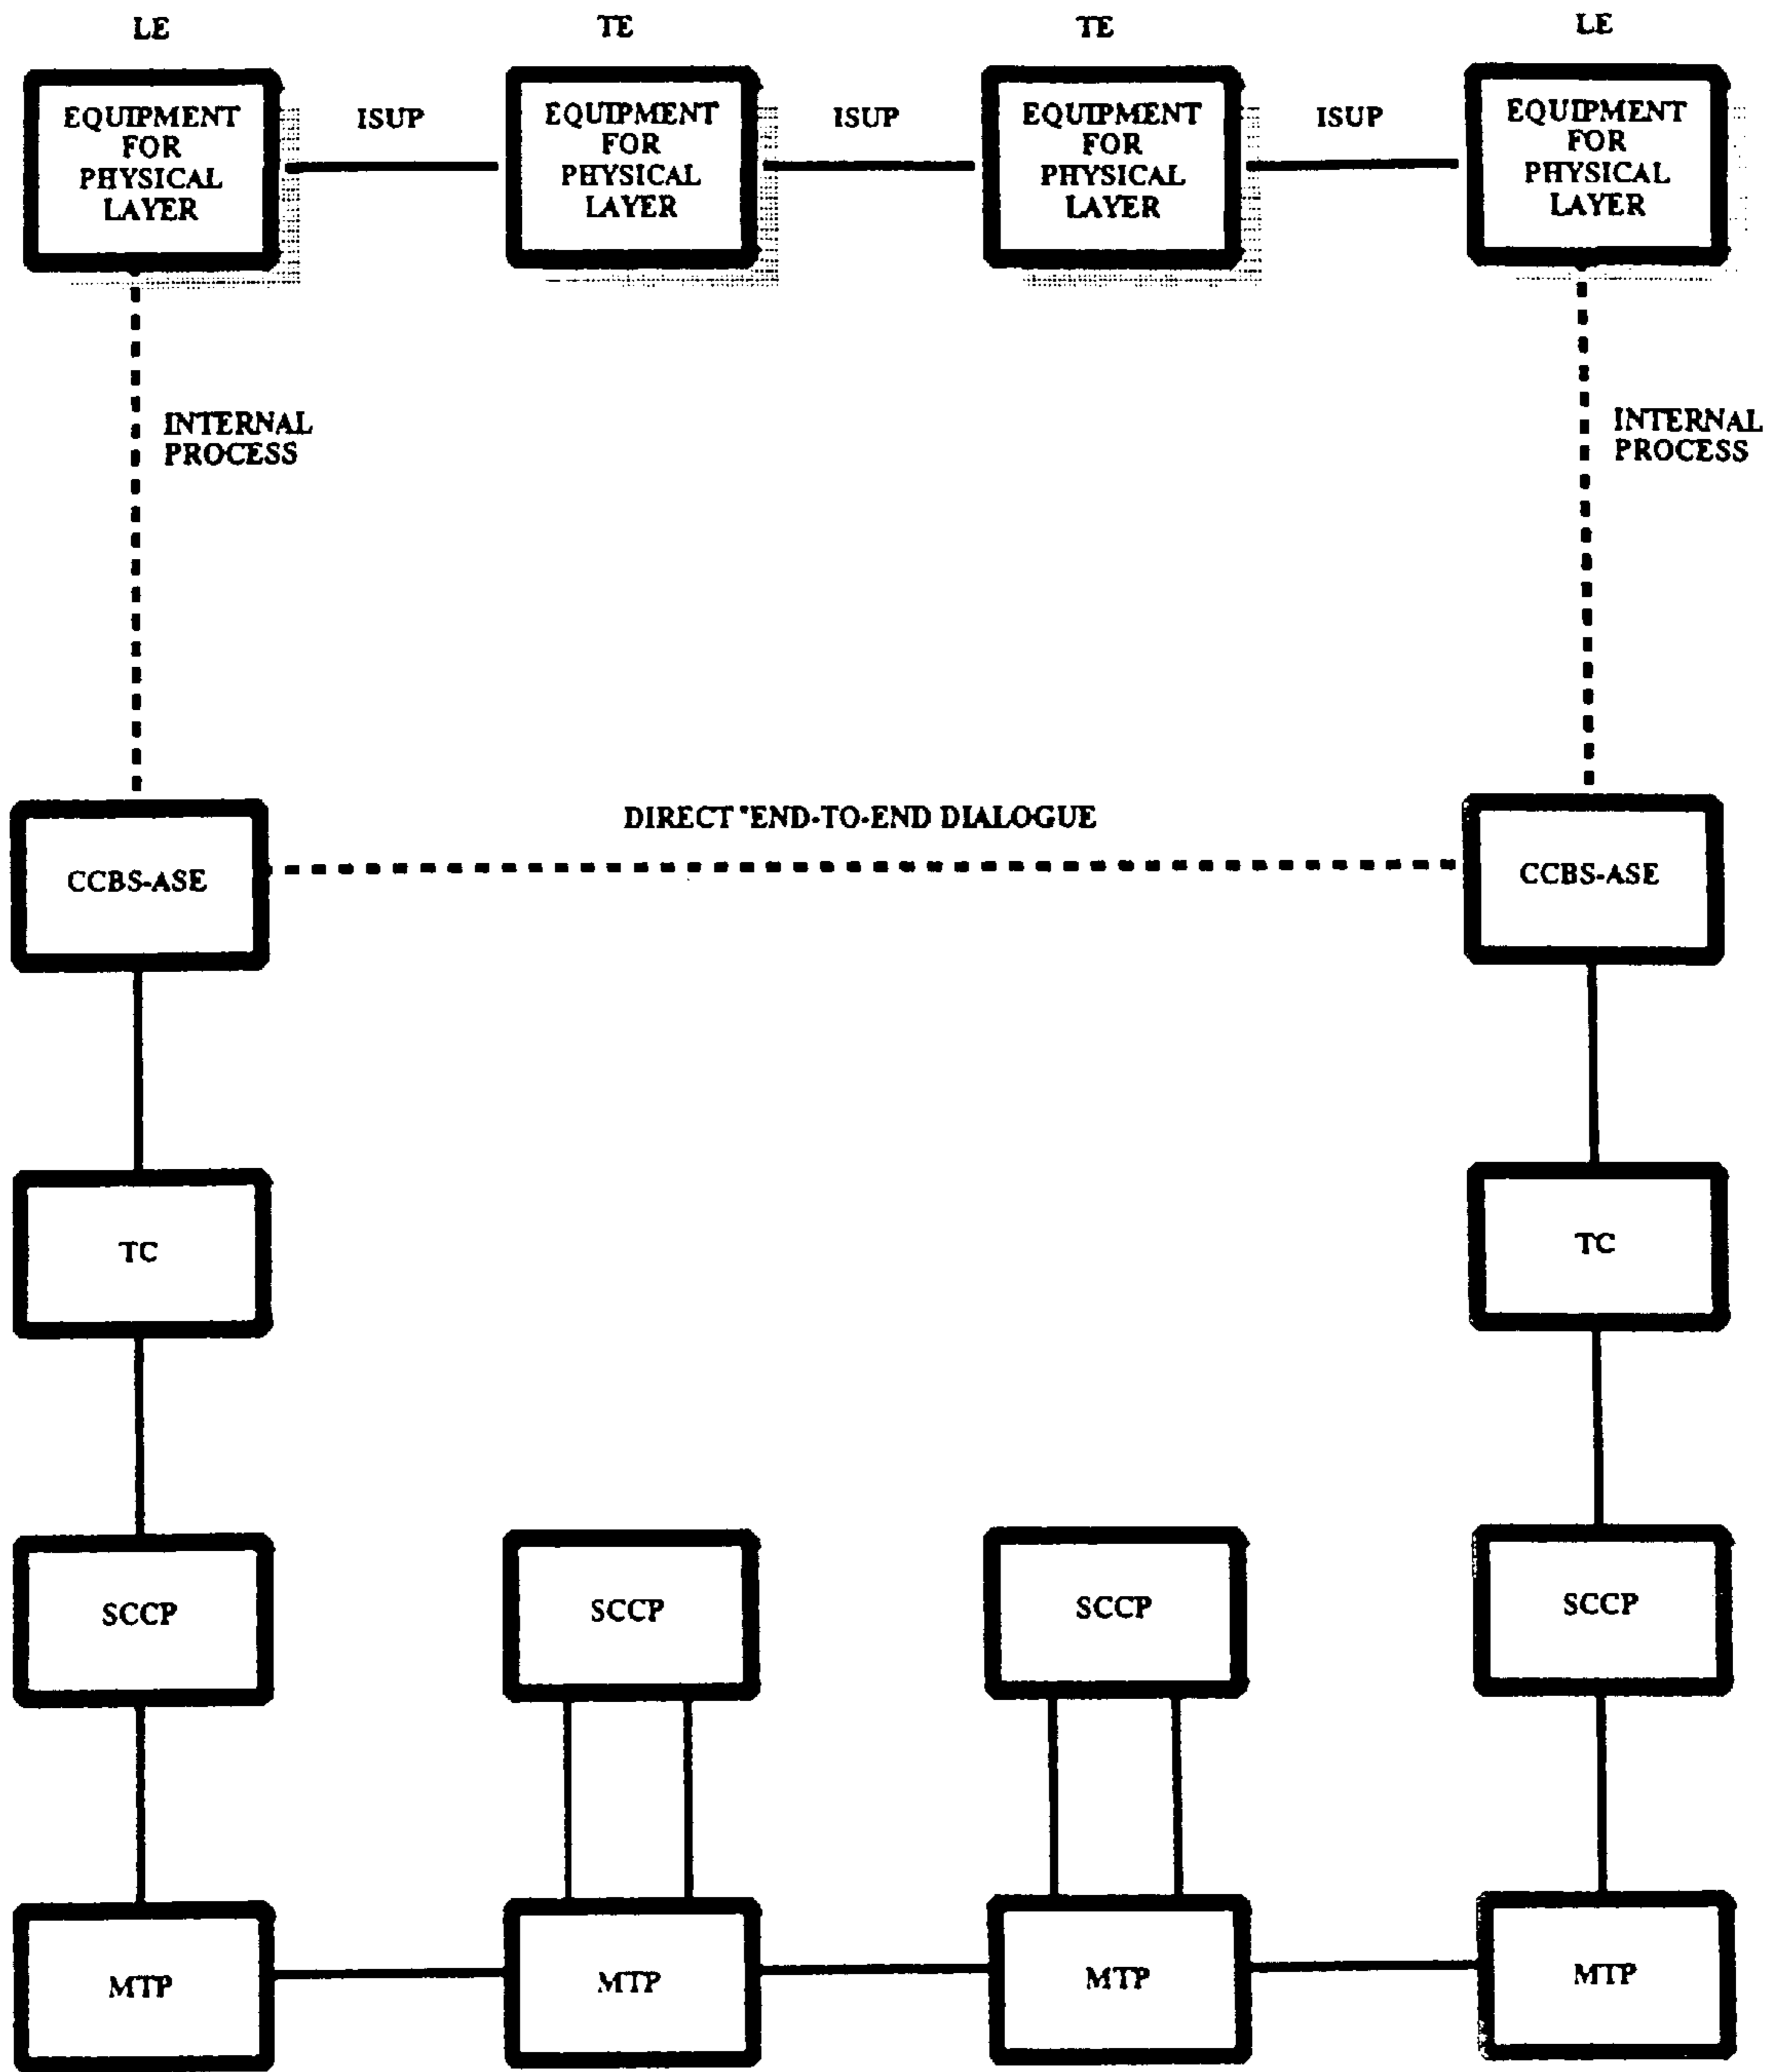 LE
TE
TE
LE
EQUIPMENT
FOR
PHYSICAL
LAYER
ISUP
EQUIPMENT
FOR
PHYSICAL
LAYER
ISUP
EQUIPMENT
FOR
PHYSICAL
LAYER
ISUP
EQUIPMENT
FOR
PHYSICAL
LAYER
INTERNAL
PROCESS
INTERNAL
PROCESS
DIRECT "END-TO-END DIALOGUE
CCBS-ASE
CCBS-ASE
TC
TC
SCCP
SCCP
SCCP
SCCP
MTP
MTP
MTP
MTP